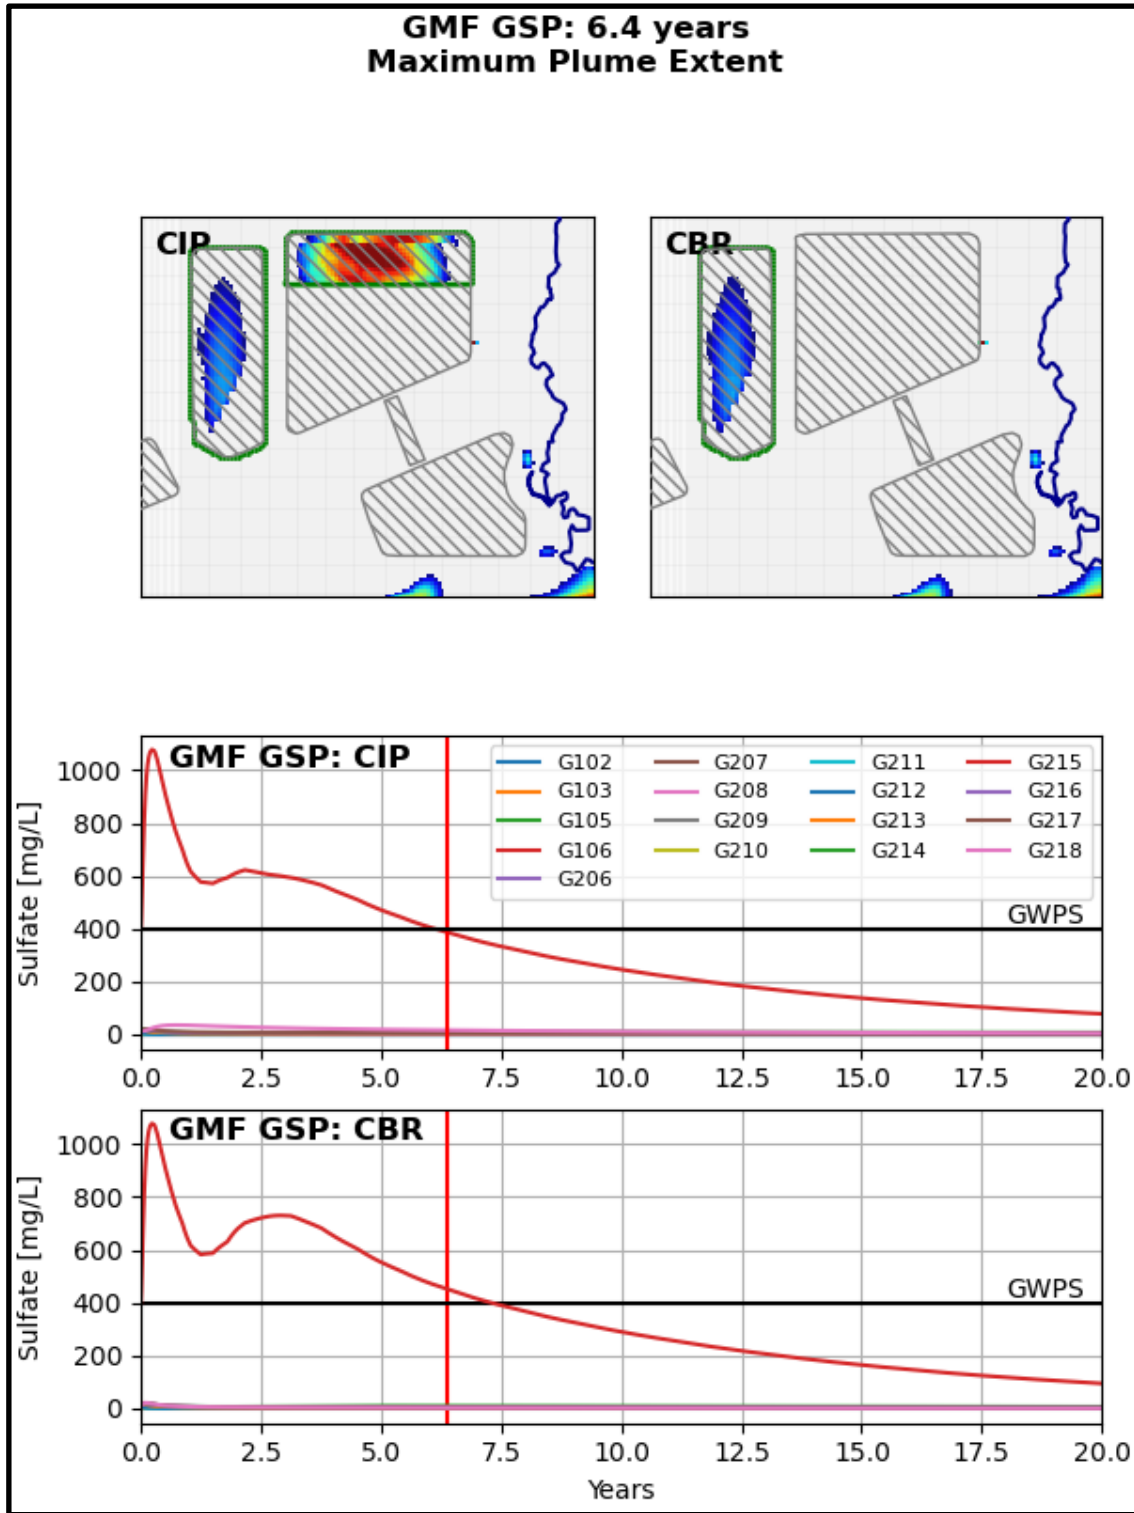 GMF GSP: 6.4 years
Maximum Plume Extent
CIP
CBR
GMF GSP: CIP
Sulfate [mg/L]
1000
800
600
400
200
0
G102
G103
G105
G106
G206
G207
G208
G209
G210
G211
G212
G213
G214
G215
G216
G217
G218
GWPS
0.0 2.5 5.0 7.5 10.0 12.5 15.0 17.5 20.0
GMF GSP: CBR
Sulfate [mg/L]
1000
800
600
400
200
0
GWPS
0.0 2.5 5.0 7.5 10.0 12.5 15.0 17.5 20.0
Years